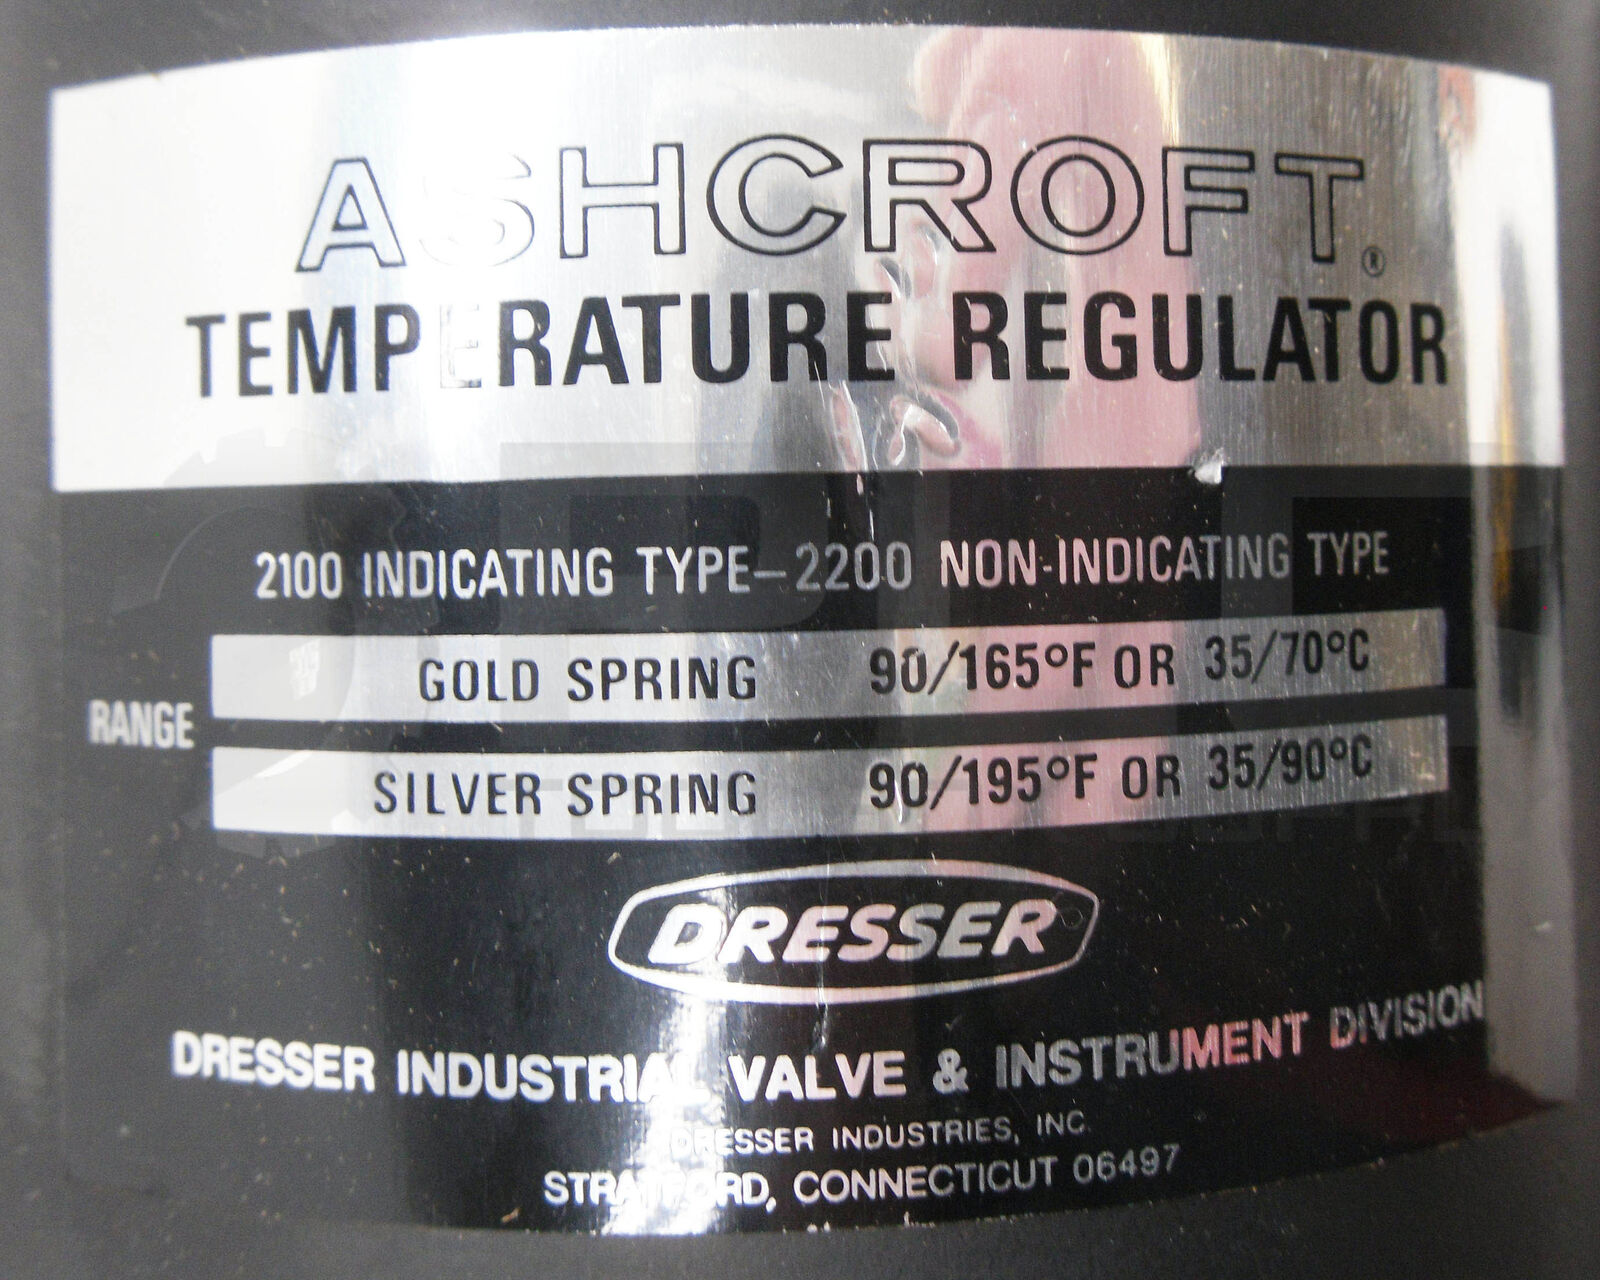 ASHCROFT®
TEMPERATURE REGULATOR
2100 INDICATING TYPE–2200 NON-INDICATING TYPE
RANGE
GOLD SPRING 90/165°F OR 35/70°C
SILVER SPRING 90/195°F OR 35/90°C
DRESSER
DRESSER INDUSTRIAL VALVE & INSTRUMENT DIVISION
DRESSER INDUSTRIES, INC.
STRATFORD, CONNECTICUT 06497